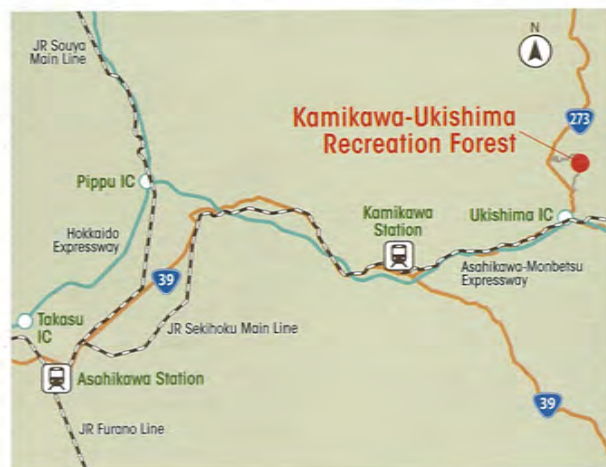 JR Souya
Main Line
N
273
Kamikawa-Ukishima
Recreation Forest
Pippu IC
Kamikawa
Station
Ukishima IC
Hokkaido
Expressway
39
Asahikawa-Monbetsu
Expressway
Takasu
IC
JR Sekihoku Main Line
Asahikawa Station
39
JR Furano Line